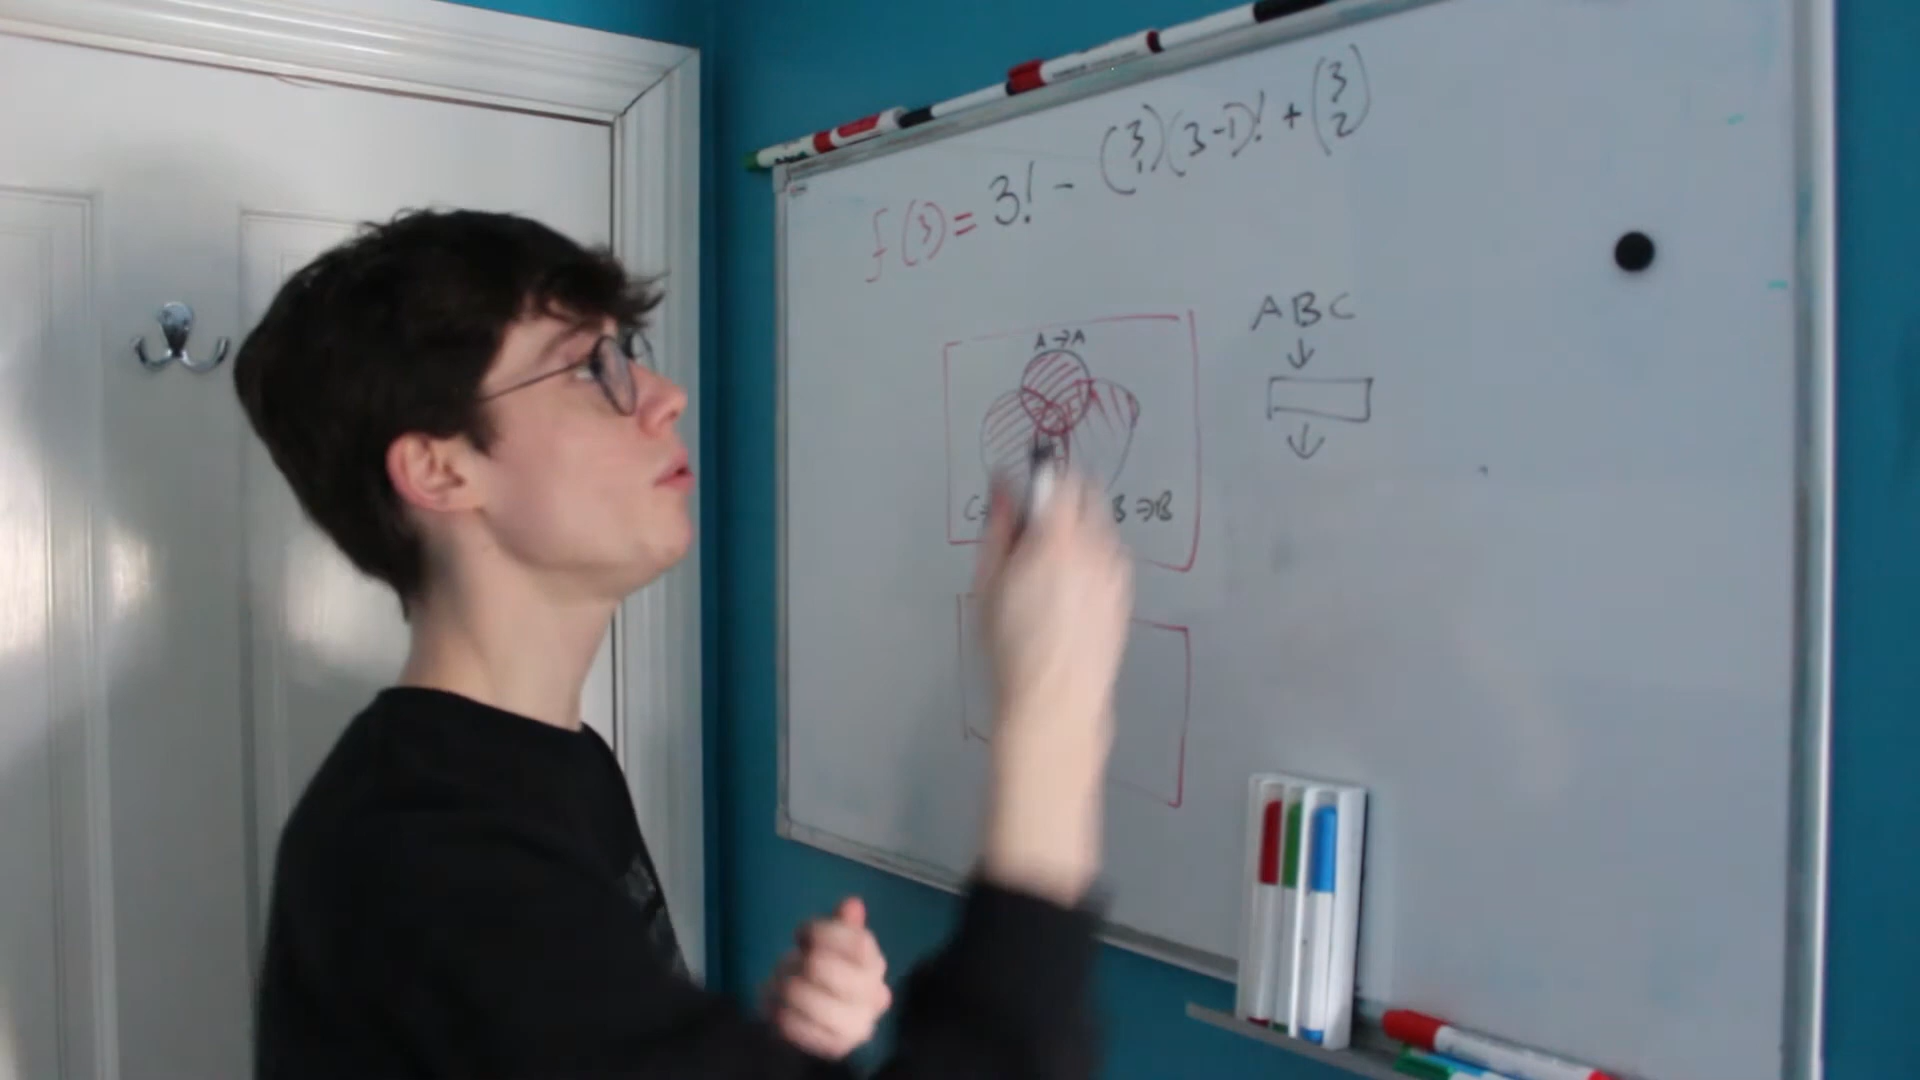 f(3) = 3! - (3 1)(3-1)! + (3 2)
A→A
B→B
A B C